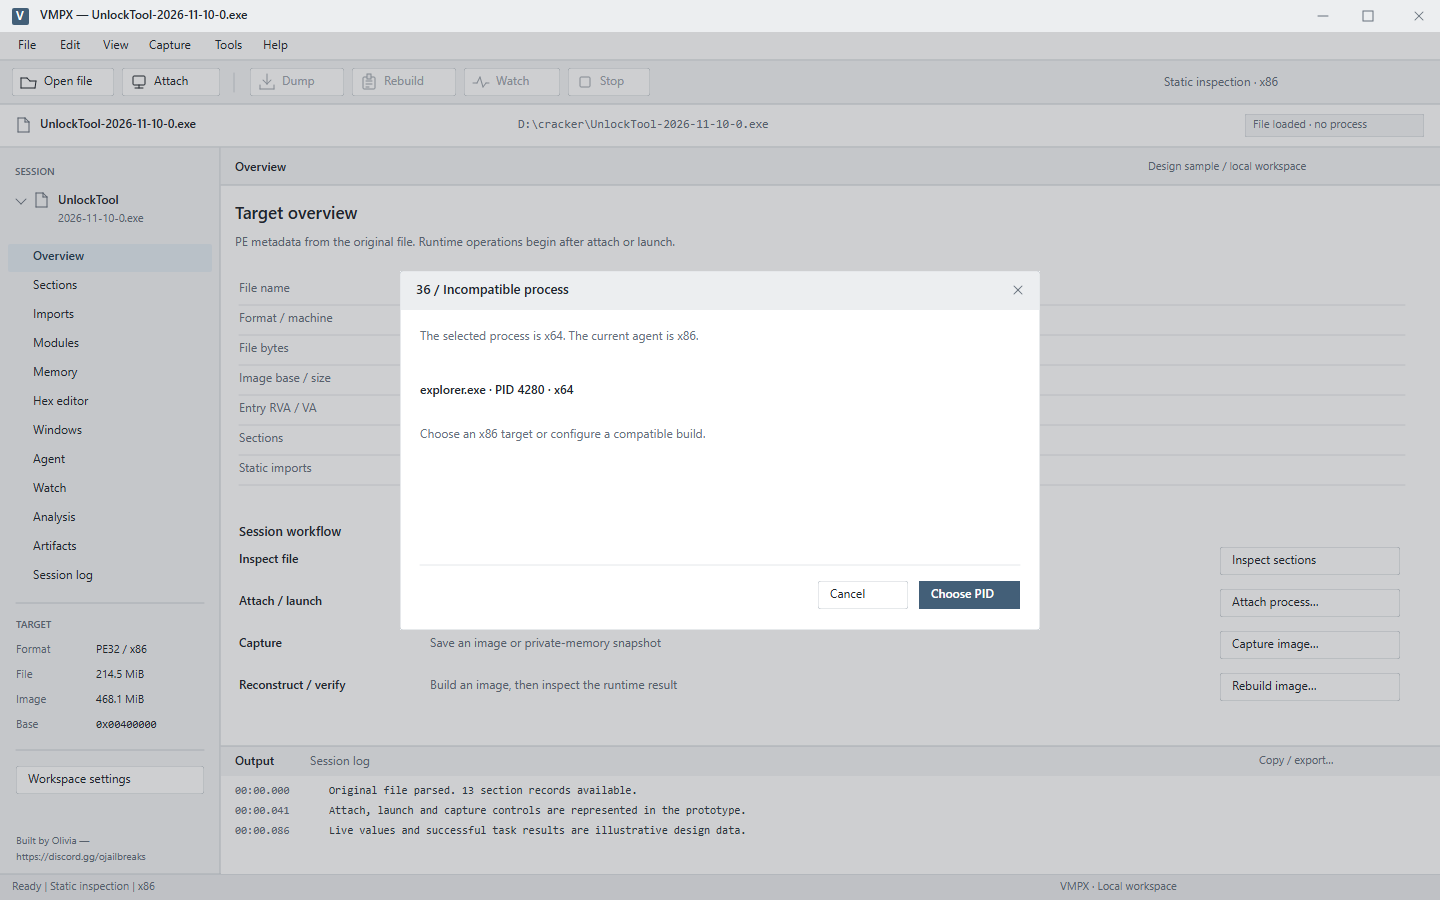 V VMPX — UnlockTool-2026-11-10-0.exe
File Edit View Capture Tools Help
Open file Attach Dump Rebuild Watch Stop Static inspection · x86
UnlockTool-2026-11-10-0.exe D:\cracker\UnlockTool-2026-11-10-0.exe File loaded · no process
SESSION
UnlockTool
2026-11-10-0.exe
Overview
Sections
Imports
Modules
Memory
Hex editor
Windows
Agent
Watch
Analysis
Artifacts
Session log
TARGET
Format PE32 / x86
File 214.5 MiB
Image 468.1 MiB
Base 0x00400000
Workspace settings
Built by Olivia —
https://discord.gg/ojailbreaks
Overview Design sample / local workspace
Target overview
PE metadata from the original file. Runtime operations begin after attach or launch.
File name
Format / machine
File bytes
Image base / size
Entry RVA / VA
Sections
Static imports
36 / Incompatible process
The selected process is x64. The current agent is x86.
explorer.exe · PID 4280 · x64
Choose an x86 target or configure a compatible build.
Cancel Choose PID
Session workflow
Inspect file Inspect sections
Attach / launch Attach process...
Capture Save an image or private-memory snapshot Capture image...
Reconstruct / verify Build an image, then inspect the runtime result Rebuild image...
Output Session log Copy / export...
00:00.000 Original file parsed. 13 section records available.
00:00.041 Attach, launch and capture controls are represented in the prototype.
00:00.086 Live values and successful task results are illustrative design data.
Ready | Static inspection | x86 VMPX · Local workspace